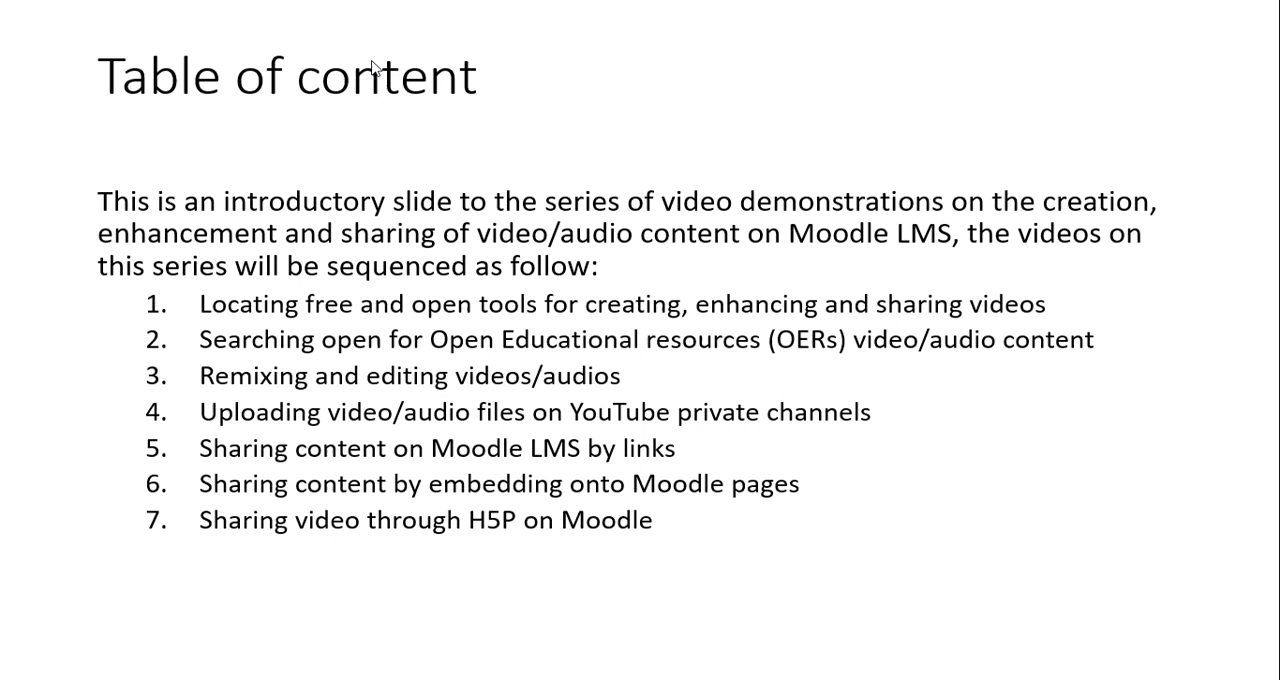 Table of content
This is an introductory slide to the series of video demonstrations on the creation,
enhancement and sharing of video/audio content on Moodle LMS, the videos on
this series will be sequenced as follow:
1. Locating free and open tools for creating, enhancing and sharing videos
2. Searching open for Open Educational resources (OERs) video/audio content
3. Remixing and editing videos/audios
4. Uploading video/audio files on YouTube private channels
5. Sharing content on Moodle LMS by links
6. Sharing content by embedding onto Moodle pages
7. Sharing video through H5P on Moodle